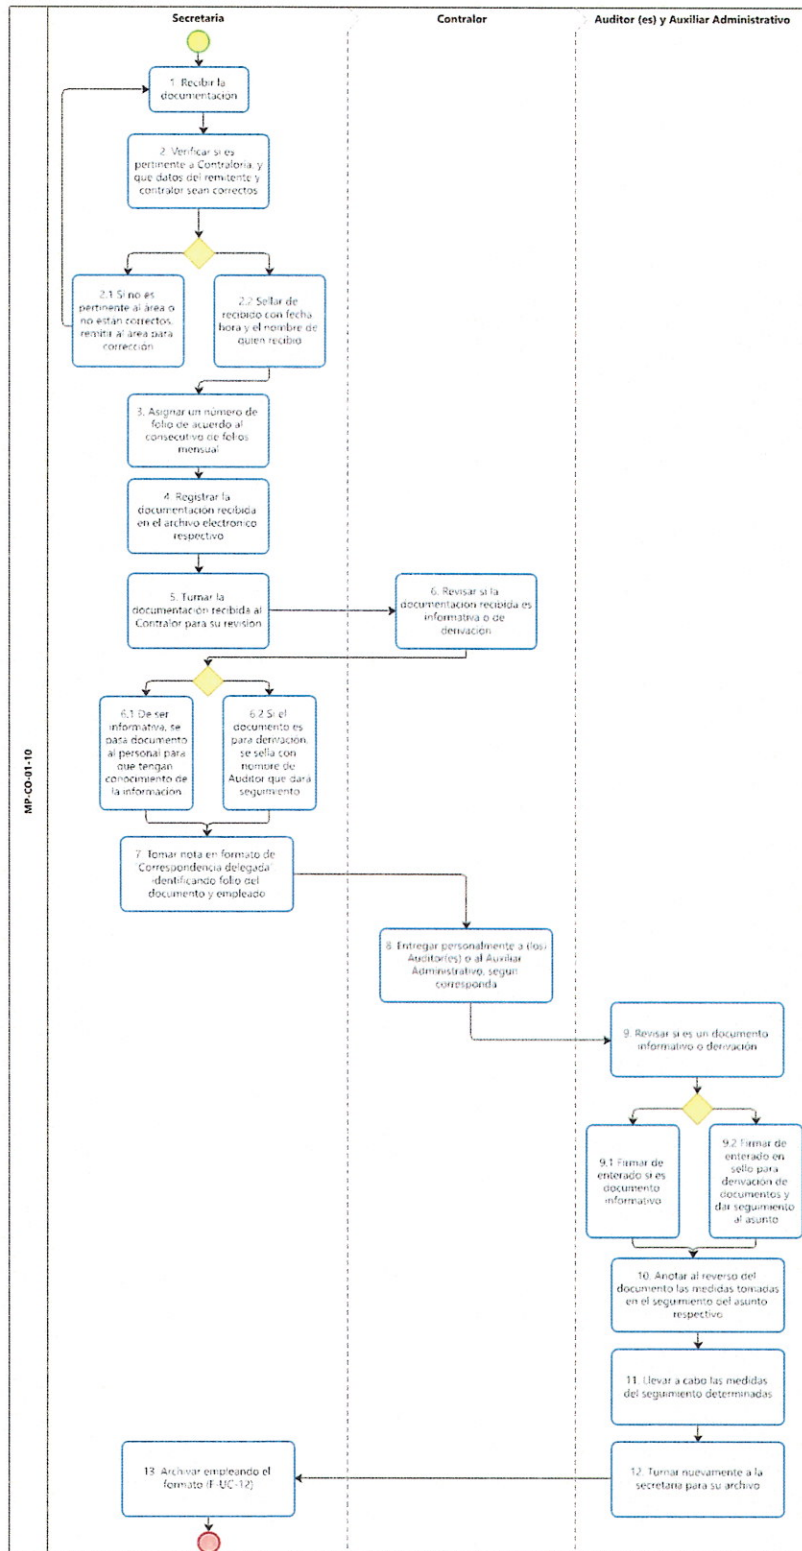 Secretaria
Contralor
Auditor (es) y Auxiliar Administrativo
MP-CO-01-10
1. Recibir la
documentación
2. Verificar si es
pertinente a Contraloría, y
que datos del remitente y
contralor sean correctos
2.1 Si no es
pertinente al área o
no están correctos,
remitir al área para
corrección
2.2 Sellar de
recibido con fecha
hora y el nombre de
quien recibió
3. Asignar un número de
folio de acuerdo al
consecutivo de folios
mensual
4. Registrar la
documentación recibida
en el archivo electrónico
respectivo
5. Turnar la
documentación recibida al
Contralor para su revisión
6. Revisar si la
documentación recibida es
informativa o de
derivación
6.1 De ser
informativa, se
pasa documento
al personal para
que tengan
conocimiento de
la información
6.2 Si el
documento es
para derivación,
se sella con
nombre de
Auditor que dará
seguimiento
7. Tomar nota en formato de
"Correspondencia delegada"
identificando folio del
documento y empleado
8. Entregar personalmente a (los)
Auditor(es) o al Auxiliar
Administrativo, según
corresponda
9. Revisar si es un documento
informativo o derivación
9.1 Firmar de
enterado si es
documento
informativo
9.2 Firmar de
enterado en
sello para
derivación de
documentos y
dar seguimiento
al asunto
10. Anotar al reverso del
documento las medidas tomadas
en el seguimiento del asunto
respectivo
11. Llevar a cabo las medidas
del seguimiento determinadas
12. Turnar nuevamente a la
secretaria para su archivo
13. Archivar empleando el
formato (F-UC-12)